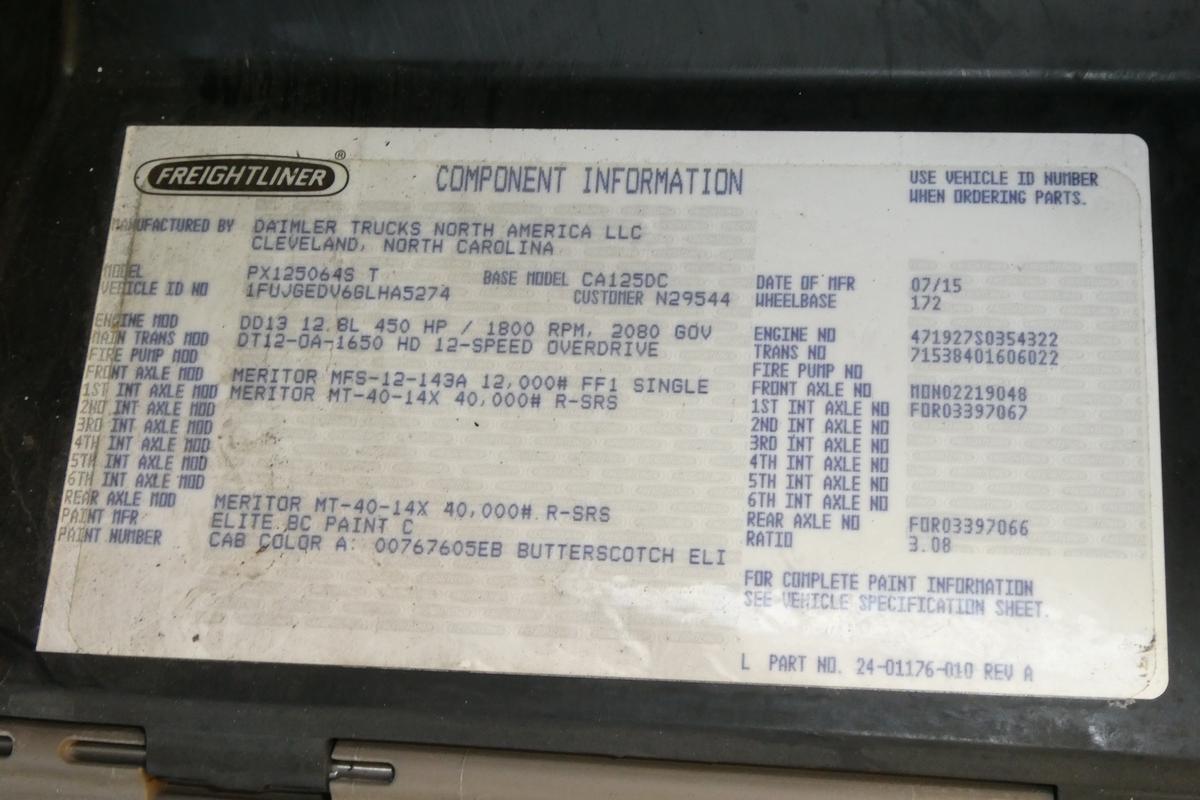 FREIGHTLINER®
COMPONENT INFORMATION
USE VEHICLE ID NUMBER
WHEN ORDERING PARTS.
MANUFACTURED BY DAIMLER TRUCKS NORTH AMERICA LLC
CLEVELAND, NORTH CAROLINA
MODEL PX125064S T BASE MODEL CA125DC DATE OF MFR 07/15
VEHICLE ID NO 1FUJGEDV6GLHA5274 CUSTOMER N29544 WHEELBASE 172
ENGINE MOD DD13 12.8L 450 HP / 1800 RPM, 2080 GOV ENGINE NO 471927S0354322
MAIN TRANS MOD DT12-OA-1650 HD 12-SPEED OVERDRIVE TRANS NO 71538401606022
FIRE PUMP MOD FIRE PUMP NO
FRONT AXLE MOD MERITOR MFS-12-143A 12,000# FF1 SINGLE FRONT AXLE NO MON02219048
1ST INT AXLE MOD MERITOR MT-40-14X 40,000# R-SRS 1ST INT AXLE NO FOR03397067
2ND INT AXLE MOD 2ND INT AXLE NO
3RD INT AXLE MOD 3RD INT AXLE NO
4TH INT AXLE MOD 4TH INT AXLE NO
5TH INT AXLE MOD 5TH INT AXLE NO
6TH INT AXLE MOD 6TH INT AXLE NO
REAR AXLE MOD MERITOR MT-40-14X 40,000# R-SRS REAR AXLE NO FOR03397066
PAINT MFR ELITE BC PAINT C RATIO 3.08
PAINT NUMBER CAB COLOR A: 00767605EB BUTTERSCOTCH ELI
FOR COMPLETE PAINT INFORMATION
SEE VEHICLE SPECIFICATION SHEET.
L PART NO. 24-01176-010 REV A